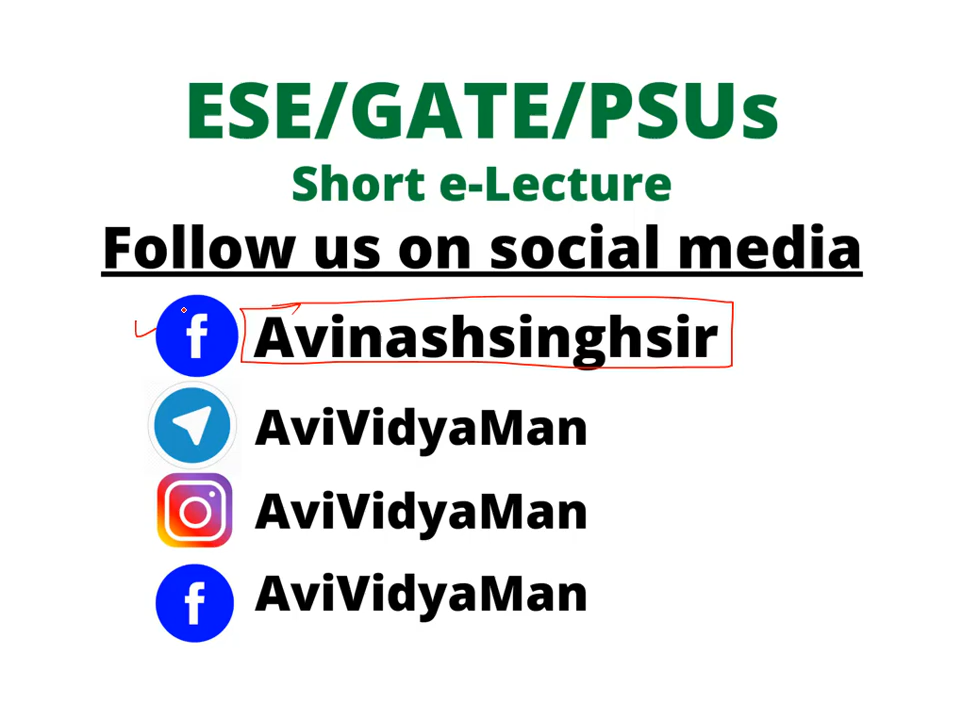 ESE/GATE/PSUs
Short e-Lecture
Follow us on social media
Avinashsinghsir
AviVidyaMan
AviVidyaMan
AviVidyaMan